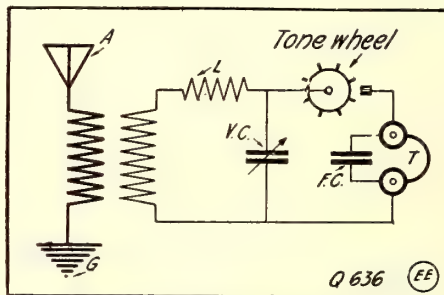 A
Tone wheel
L
V.C.
T
F.C.
G
Q 636 EE